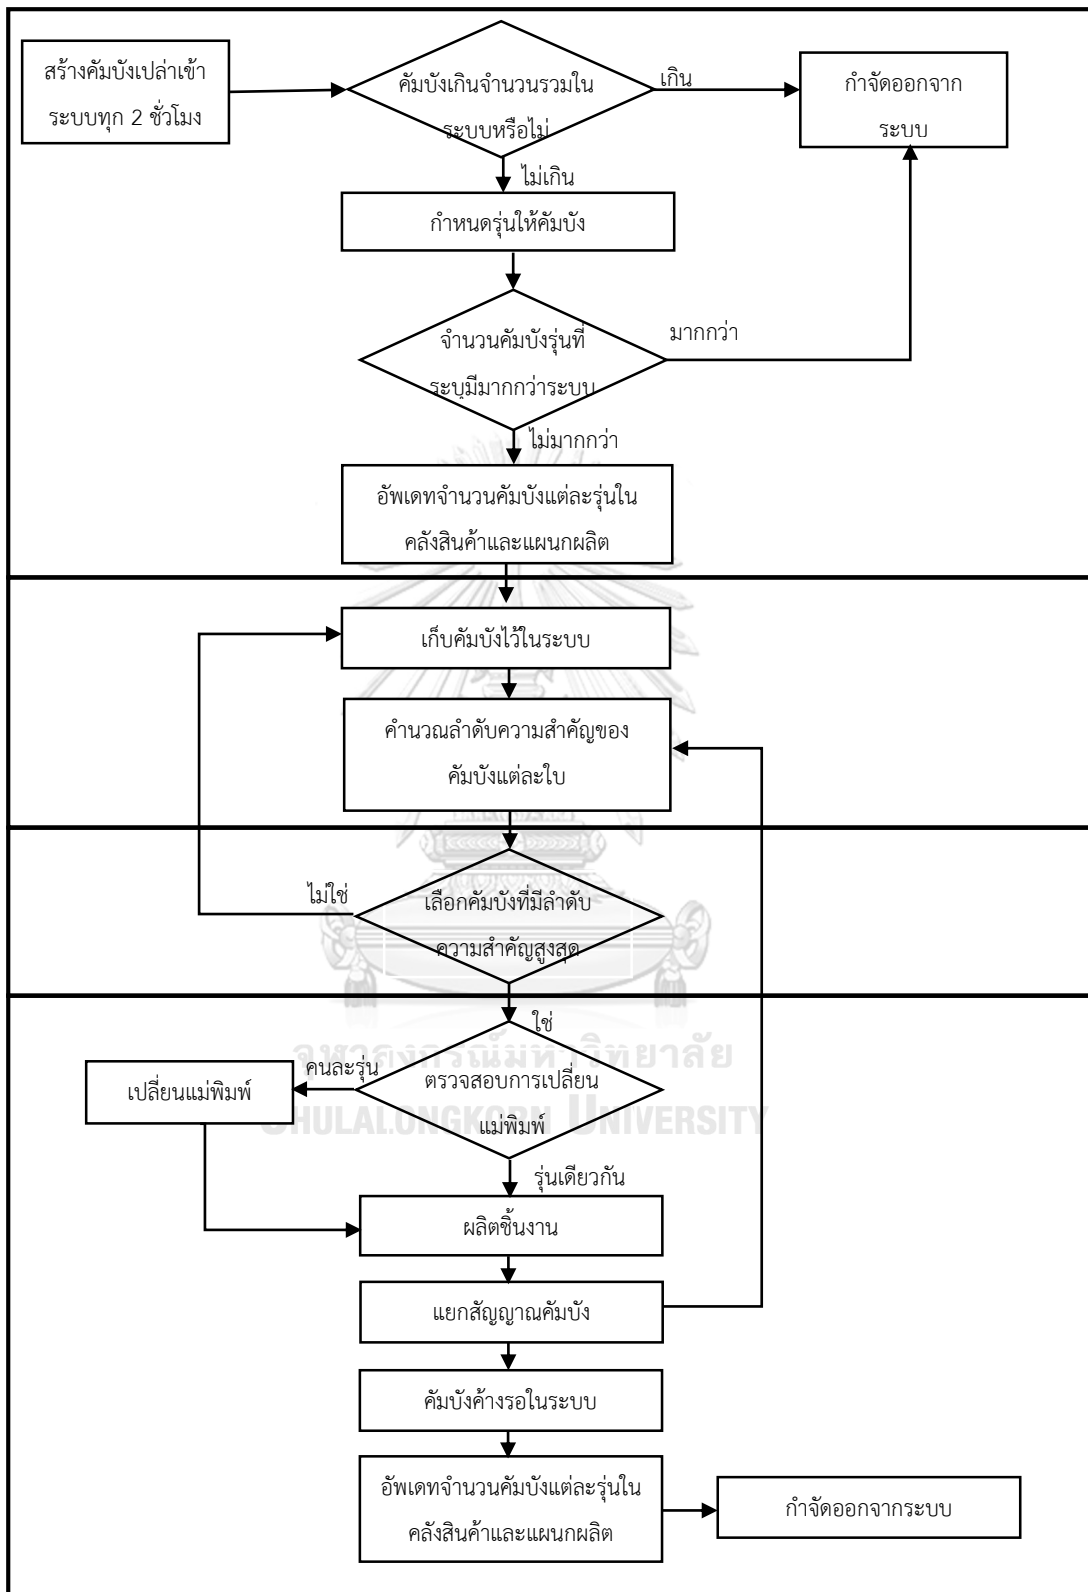 สร้างคัมบังเปล่าเข้า
ระบบทุก 2 ชั่วโมง
คัมบังเกินจำนวนรวมใน
ระบบหรือไม่
เกิน
กำจัดออกจาก
ระบบ
ไม่เกิน
กำหนดรุ่นให้คัมบัง
จำนวนคัมบังรุ่นที่
ระบุมีมากกว่าระบบ
มากกว่า
ไม่มากกว่า
อัพเดทจำนวนคัมบังแต่ละรุ่นใน
คลังสินค้าและแผนกผลิต
เก็บคัมบังไว้ในระบบ
คำนวณลำดับความสำคัญของ
คัมบังแต่ละใบ
ไม่ใช่
เลือกคัมบังที่มีลำดับ
ความสำคัญสูงสุด
ใช่
จุฬาลงกรณ์มหาวิทยาลัย
CHULALONGKORN UNIVERSITY
คนละรุ่น
ตรวจสอบการเปลี่ยน
แม่พิมพ์
เปลี่ยนแม่พิมพ์
รุ่นเดียวกัน
ผลิตชิ้นงาน
แยกสัญญาณคัมบัง
คัมบังค้างรอในระบบ
อัพเดทจำนวนคัมบังแต่ละรุ่นใน
คลังสินค้าและแผนกผลิต
กำจัดออกจากระบบ